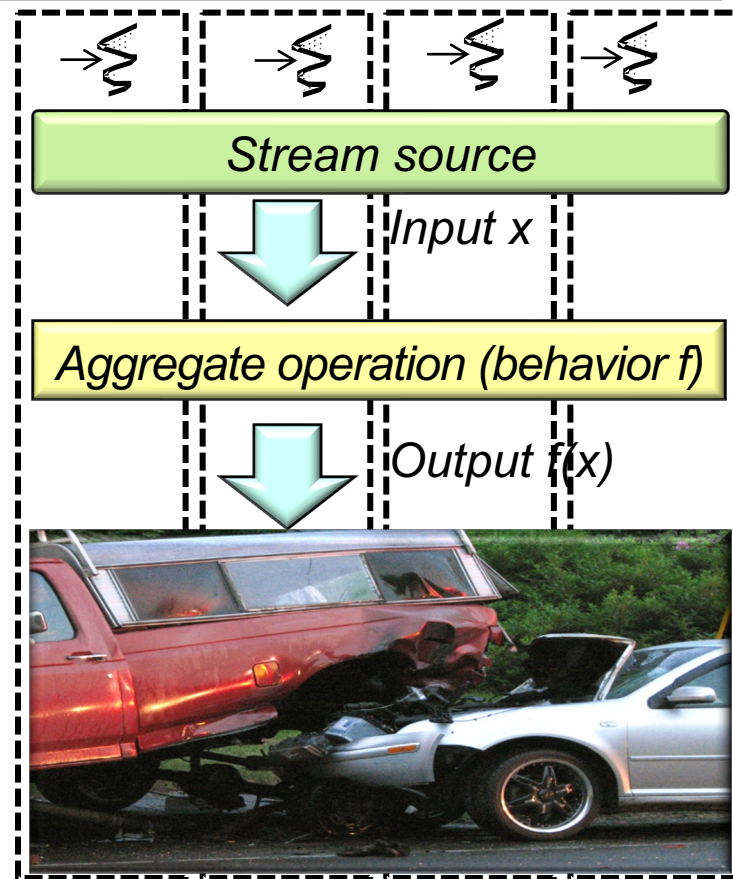 Stream source
Input x
Aggregate operation (behavior f)
Output f(x)